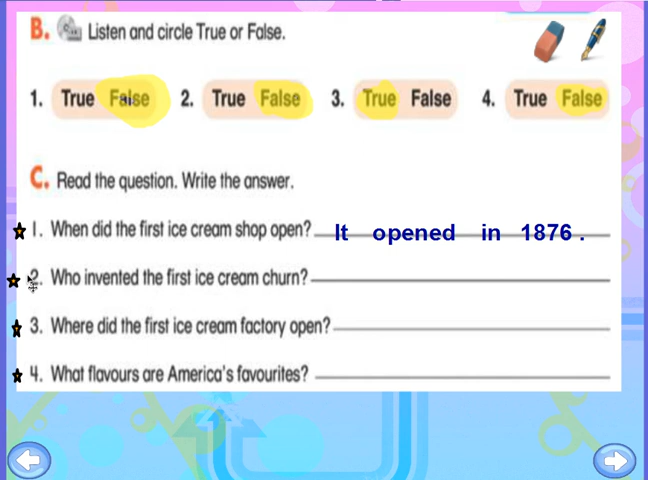 B. Listen and circle True or False.
1. True False 2. True False 3. True False 4. True False
C. Read the question. Write the answer.
1. When did the first ice cream shop open? It opened in 1876.
2. Who invented the first ice cream churn?
3. Where did the first ice cream factory open?
4. What flavours are America's favourites?